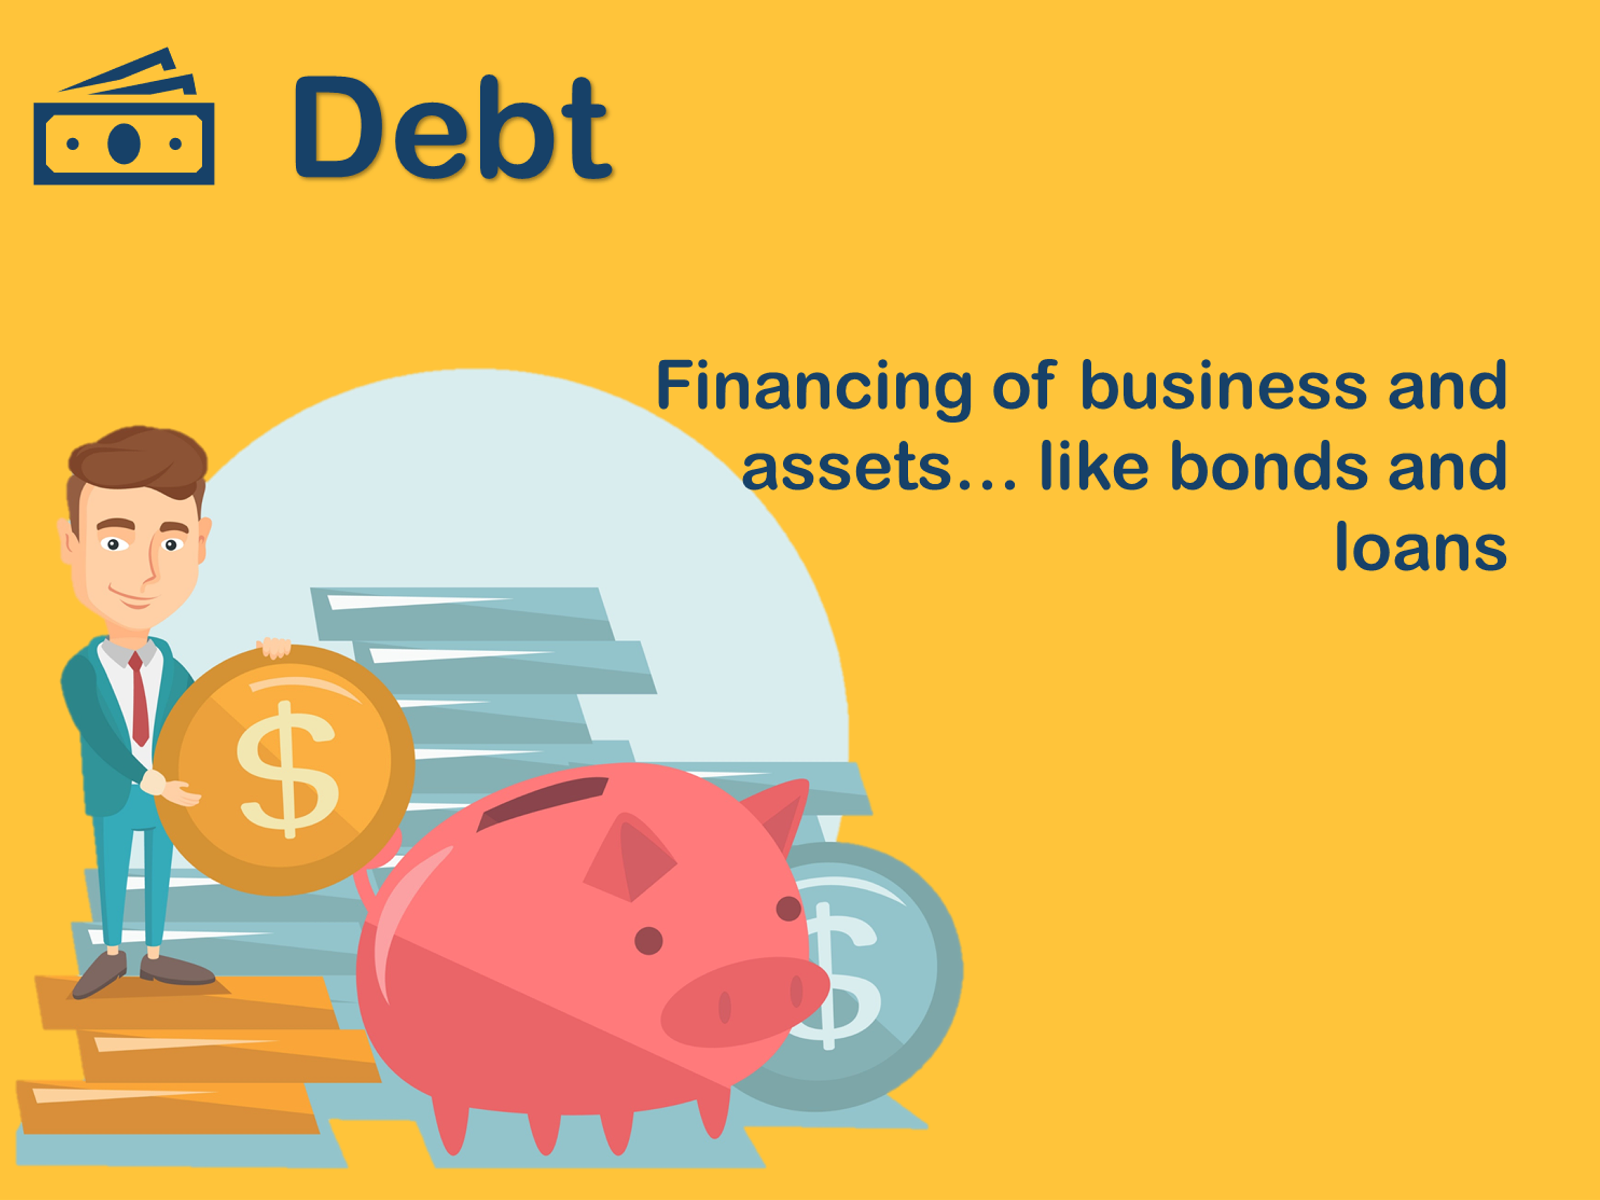 Debt
Financing of business and
assets... like bonds and
loans
$
$